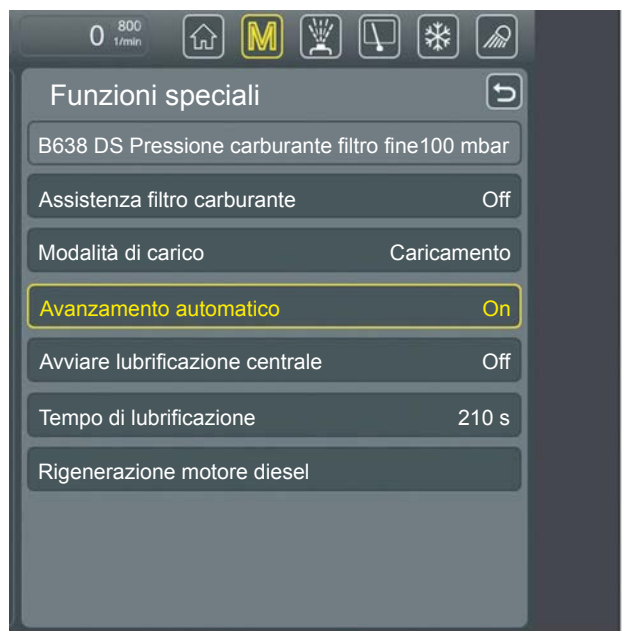 0 800 1/min M
Funzioni speciali
B638 DS Pressione carburante filtro fine100 mbar
Assistenza filtro carburante Off
Modalità di carico Caricamento
Avanzamento automatico On
Avviare lubrificazione centrale Off
Tempo di lubrificazione 210 s
Rigenerazione motore diesel